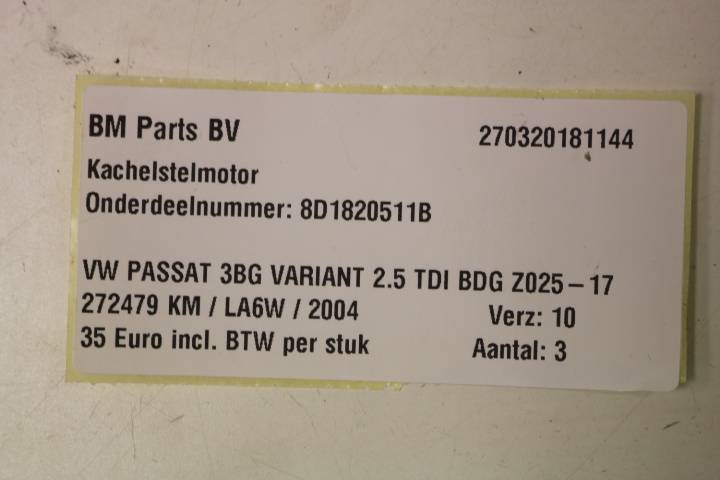 BM Parts BV 270320181144
Kachelstelmotor
Onderdeelnummer: 8D1820511B
VW PASSAT 3BG VARIANT 2.5 TDI BDG Z025-17
272479 KM / LA6W / 2004 Verz: 10
35 Euro incl. BTW per stuk Aantal: 3